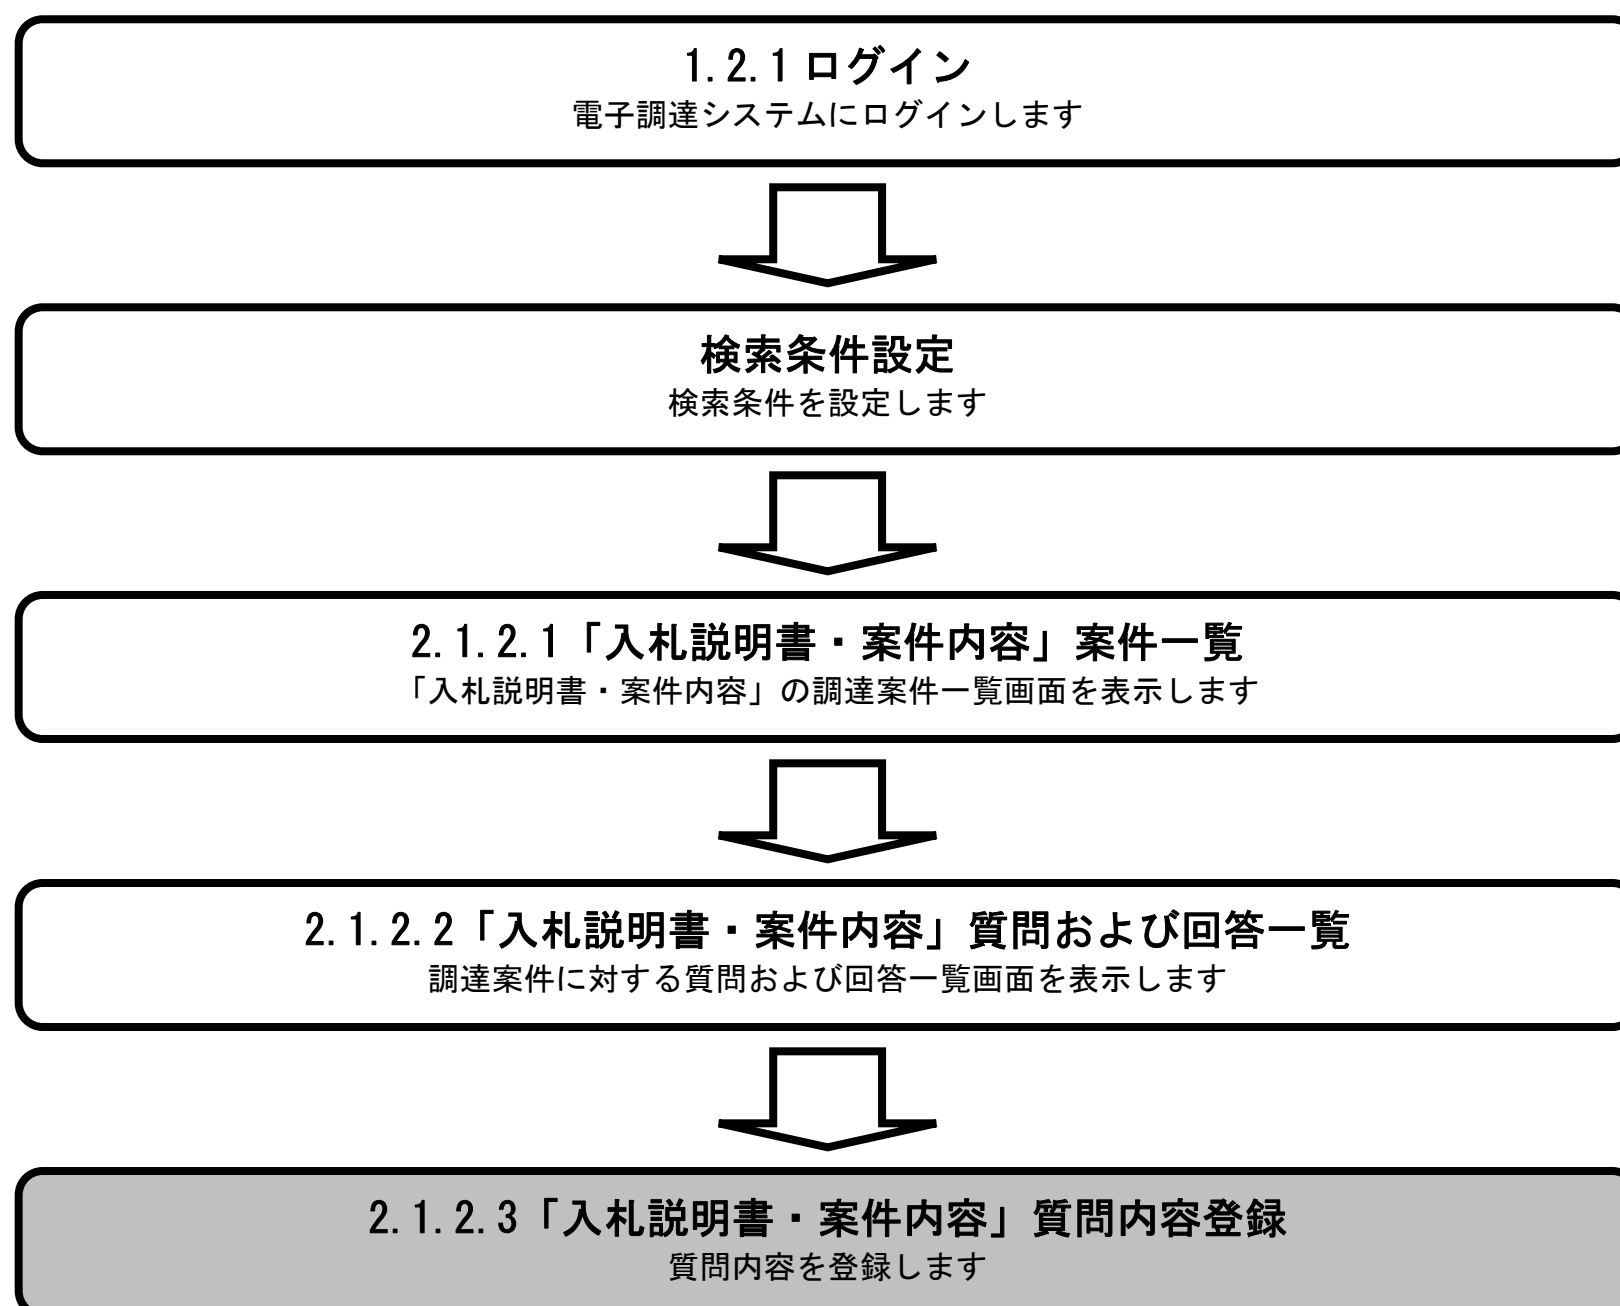 1.2.1ログイン
電子調達システムにログインします
検索条件設定
検索条件を設定します
2.1.2.1「入札説明書・案件内容」案件一覧
「入札説明書・案件内容」の調達案件一覧画面を表示します
2.1.2.2「入札説明書・案件内容」質問および回答一覧
調達案件に対する質問および回答一覧画面を表示します
2.1.2.3「入札説明書・案件内容」質問内容登録
質問内容を登録します